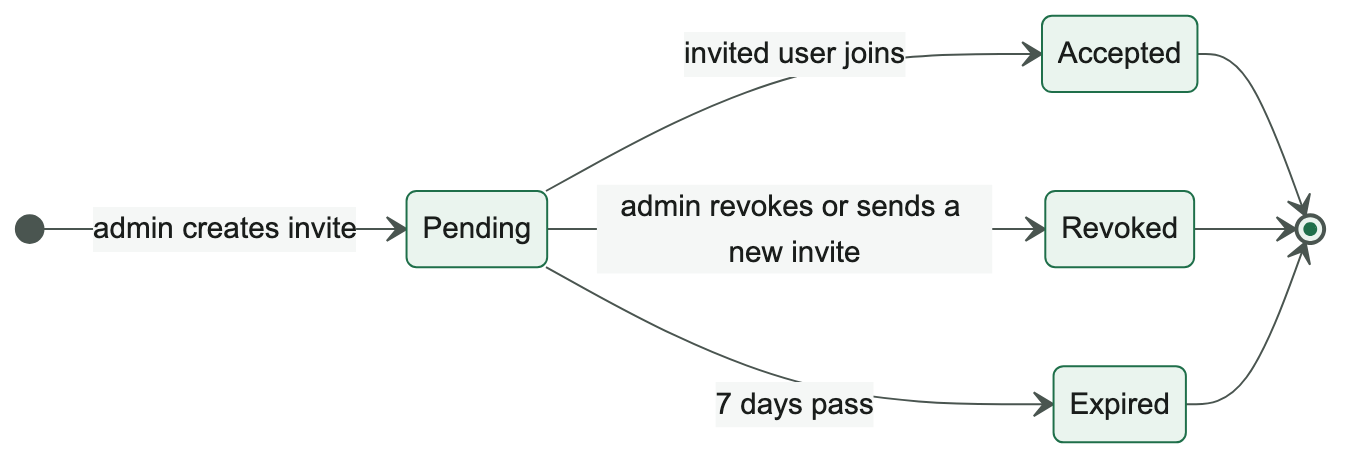 invited user joins
Accepted
admin creates invite
Pending
admin revokes or sends a
new invite
Revoked
7 days pass
Expired